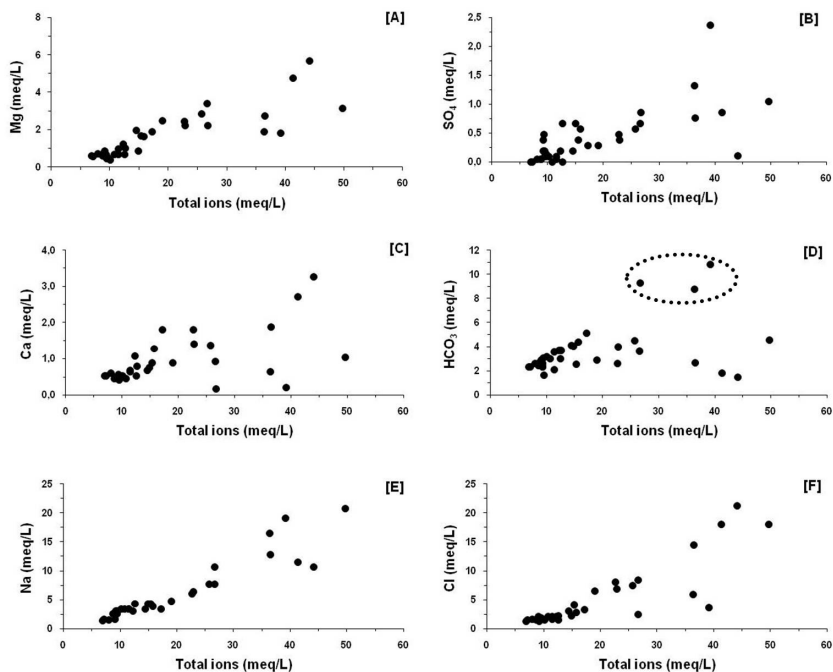 [A]
Mg (meq/L)
8
6
4
2
0
0 10 20 30 40 50 60
Total ions (meq/L)
[B]
SO4 (meq/L)
2,5
2,0
1,5
1,0
0,5
0,0
0 10 20 30 40 50 60
Total ions (meq/L)
[C]
Ca (meq/L)
4,0
3,0
2,0
1,0
0,0
0 10 20 30 40 50 60
Total ions (meq/L)
[D]
HCO3 (meq/L)
12
10
8
6
4
2
0
0 10 20 30 40 50 60
Total ions (meq/L)
[E]
Na (meq/L)
25
20
15
10
5
0
0 10 20 30 40 50 60
Total ions (meq/L)
[F]
Cl (meq/L)
25
20
15
10
5
0
0 10 20 30 40 50 60
Total ions (meq/L)